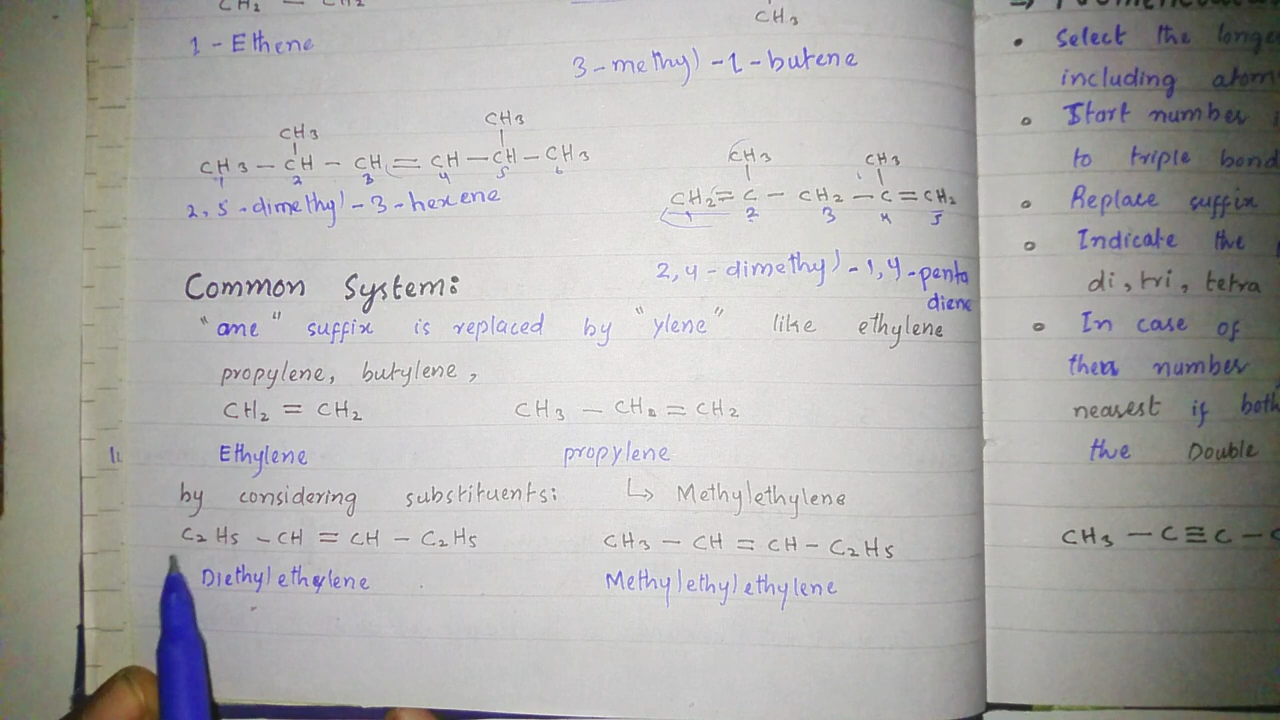 CH2 — CH2
1 - Ethene
CH3
3-methyl-1-butene
CH3 CH3
CH3 — CH — CH = CH — CH — CH3
1 2 3 4 5 6
2,5-dimethyl-3-hexene
CH3 CH3
CH2 = C — CH2 — C = CH2
1 2 3 4 5
2,4-dimethyl-1,4-penta
diene
Common System:
"ane" suffix is replaced by "ylene" like ethylene
propylene, butylene,
CH2 = CH2 CH3 — CH2 = CH2
Ethylene propylene
by considering substituents: ↳ Methylethylene
C2H5 — CH = CH — C2H5 CH3 — CH = CH — C2H5
Diethylethylene Methylethylethylene
• Select the longe
including atom
• Start number
to triple bond
• Replace suffix
• Indicate the
di, tri, tetra
• In case of
then number
nearest if both
the Double
CH3 — C ≡ C —